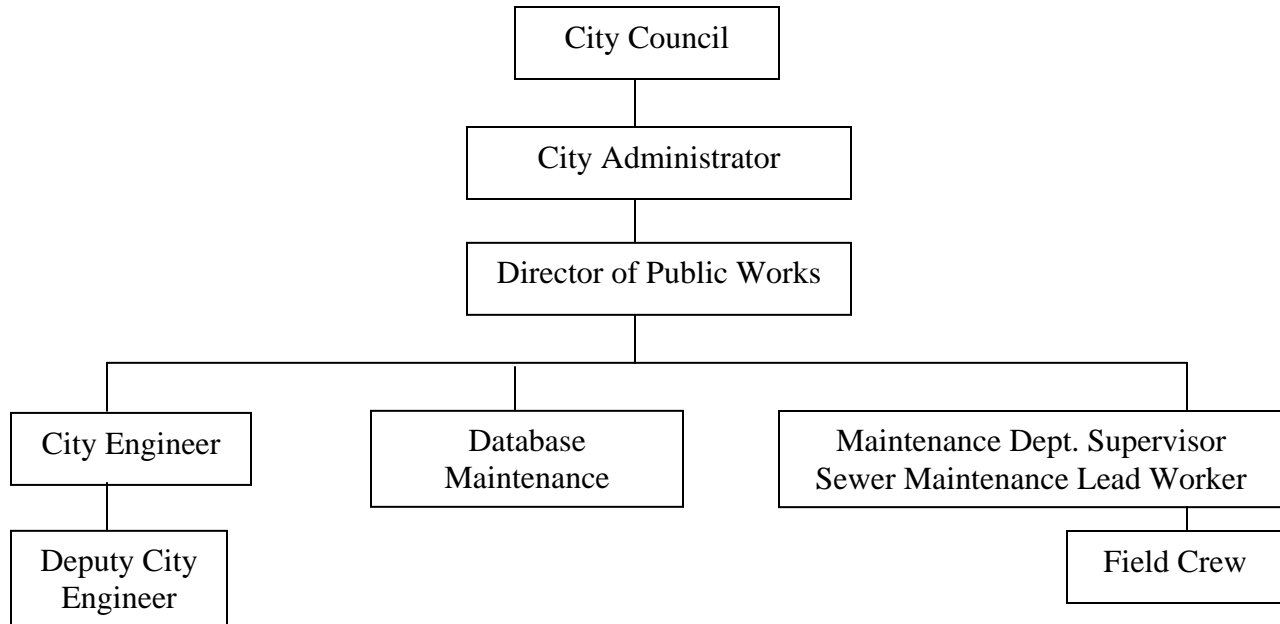 City Council
City Administrator
Director of Public Works
City Engineer
Database
Maintenance
Maintenance Dept. Supervisor
Sewer Maintenance Lead Worker
Deputy City
Engineer
Field Crew